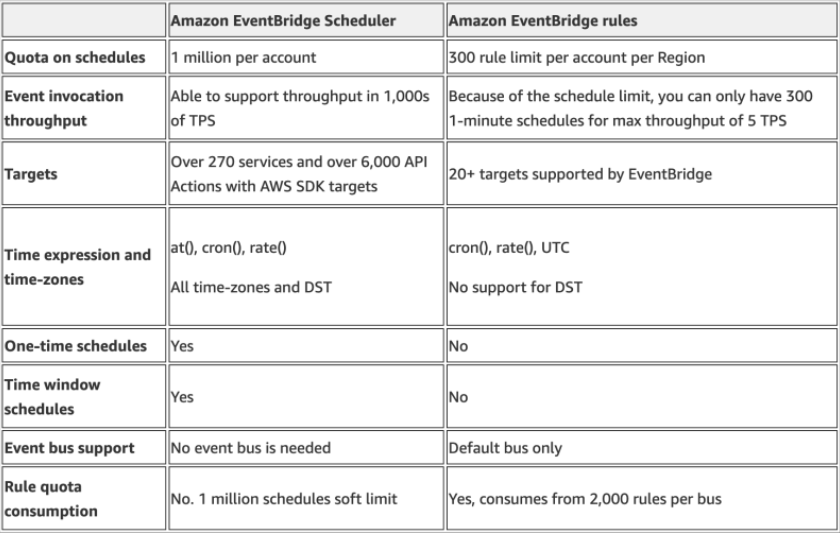 Amazon EventBridge Scheduler
Amazon EventBridge rules
Quota on schedules
1 million per account
300 rule limit per account per Region
Event invocation
throughput
Able to support throughput in 1,000s
of TPS
Because of the schedule limit, you can only have 300
1-minute schedules for max throughput of 5 TPS
Targets
Over 270 services and over 6,000 API
Actions with AWS SDK targets
20+ targets supported by EventBridge
Time expression and
time-zones
at(), cron(), rate()
All time-zones and DST
cron(), rate(), UTC
No support for DST
One-time schedules
Yes
No
Time window
schedules
Yes
No
Event bus support
No event bus is needed
Default bus only
Rule quota
consumption
No. 1 million schedules soft limit
Yes, consumes from 2,000 rules per bus